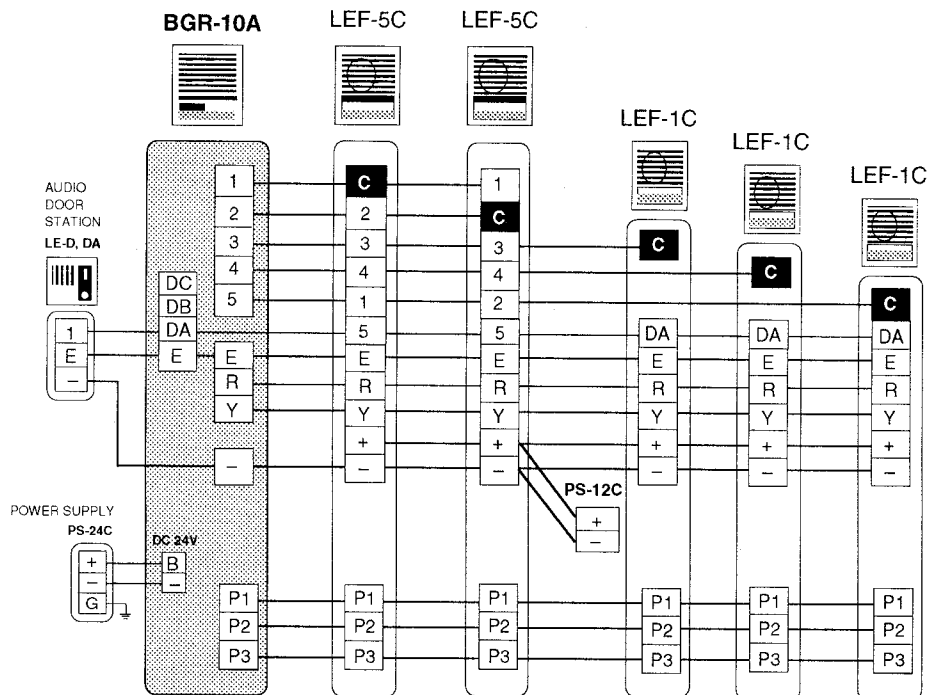 BGR-10A
LEF-5C
LEF-5C
LEF-1C
LEF-1C
LEF-1C
AUDIO
DOOR
STATION
LE-D, DA
1
E
–
POWER SUPPLY
PS-24C
+
–
G
DC 24V
B
–
DC
DB
DA
E
1
2
3
4
5
E
R
Y
–
P1
P2
P3
C
2
3
4
1
5
E
R
Y
+
–
P1
P2
P3
1
C
3
4
2
5
E
R
Y
+
–
P1
P2
P3
PS-12C
+
–
C
DA
E
R
Y
+
–
P1
P2
P3
C
DA
E
R
Y
+
–
P1
P2
P3
C
DA
E
R
Y
+
–
P1
P2
P3